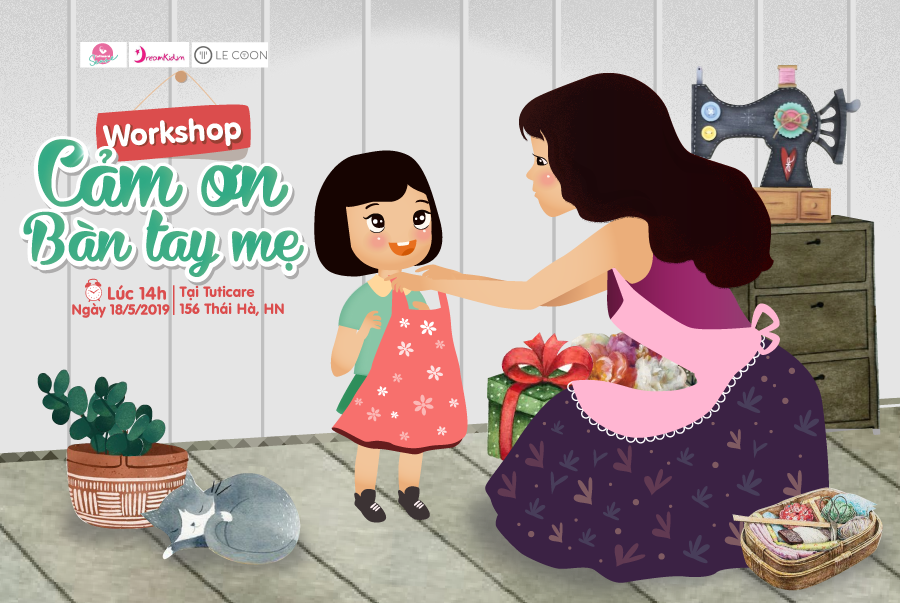 DreamKidsm
LE COON
Workshop
Cảm ơn
Bàn tay mẹ
Lúc 14h
Ngày 18/5/2019
Tại Tuticare
156 Thái Hà, HN